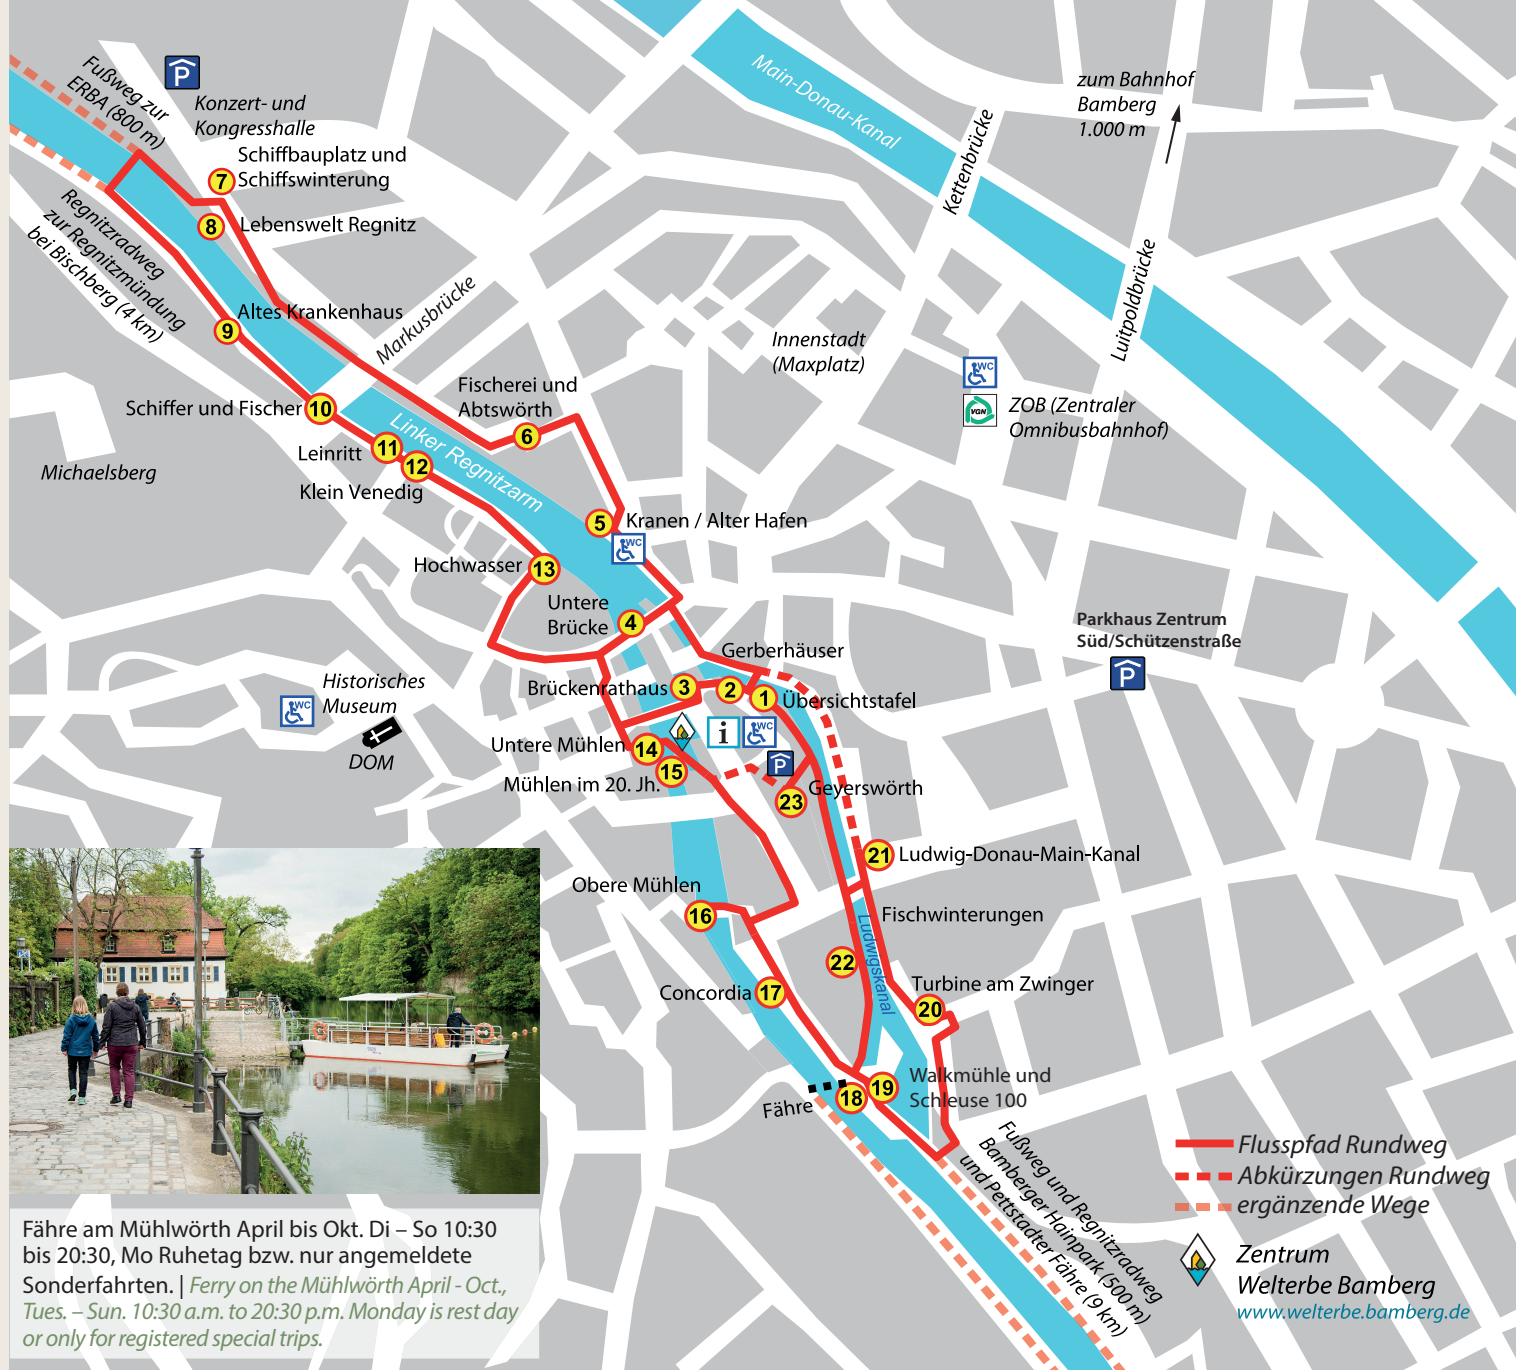 Fußweg zur
ERBA (800 m)
P
Konzert- und
Kongresshalle
7
Schiffbauplatz und
Schiffswinterung
8
Lebenswelt Regnitz
Regnitzradweg
zur Regnitzmündung
bei Bischberg (4 km)
Main-Donau-Kanal
Kettenbrücke
zum Bahnhof
Bamberg
1.000 m
Luitpoldbrücke
9
Altes Krankenhaus
Markusbrücke
Innenstadt
(Maxplatz)
WC
VGN
ZOB (Zentraler
Omnibusbahnhof)
Fischerei und
Abtswörth
6
Schiffer und Fischer
10
Linker Regnitzarm
Leinritt
11
12
Klein Venedig
Michaelsberg
5
Kranen / Alter Hafen
WC
Hochwasser
13
Untere
Brücke
4
Parkhaus Zentrum
Süd/Schützenstraße
P
Gerberhäuser
Historisches
Museum
WC
DOM
Brückenrathaus
3
2
1
Übersichtstafel
i
WC
Untere Mühlen
14
15
Mühlen im 20. Jh.
P
23
Geyerswörth
21
Ludwig-Donau-Main-Kanal
Obere Mühlen
16
Fischwinterungen
Ludwigskanal
22
Concordia
17
Turbine am Zwinger
20
Fähre
18
19
Walkmühle und
Schleuse 100
Fußweg und Regnitzradweg
Bamberger Hainpark (500 m)
und Pettstadter Fähre (9 km)
Flusspfad Rundweg
Abkürzungen Rundweg
ergänzende Wege
Zentrum
Welterbe Bamberg
www.welterbe.bamberg.de
Fähre am Mühlwörth April bis Okt. Di – So 10:30
bis 20:30, Mo Ruhetag bzw. nur angemeldete
Sonderfahrten. | Ferry on the Mühlwörth April - Oct.,
Tues. – Sun. 10:30 a.m. to 20:30 p.m. Monday is rest day
or only for registered special trips.